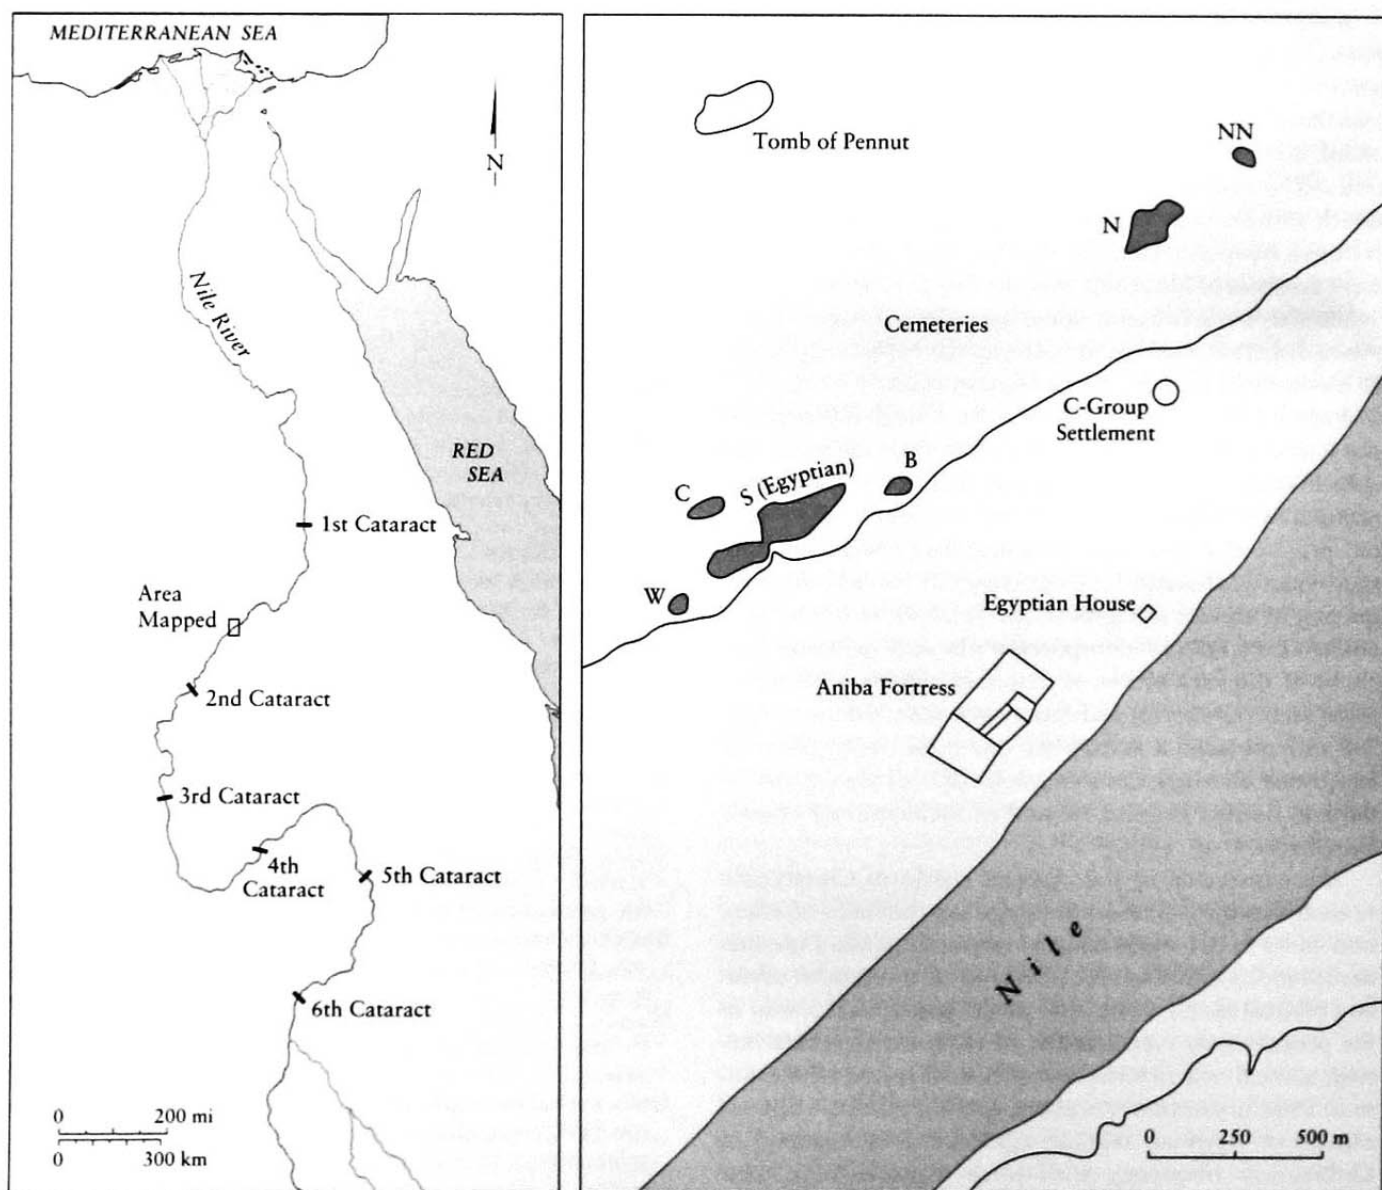 MEDITERRANEAN SEA
N
Nile River
RED
SEA
1st Cataract
Area
Mapped
2nd Cataract
3rd Cataract
4th
Cataract
5th Cataract
6th Cataract
0 200 mi
0 300 km
Tomb of Pennut
NN
N
Cemeteries
C-Group
Settlement
C
S (Egyptian)
B
W
Egyptian House
Aniba Fortress
Nile
0 250 500 m